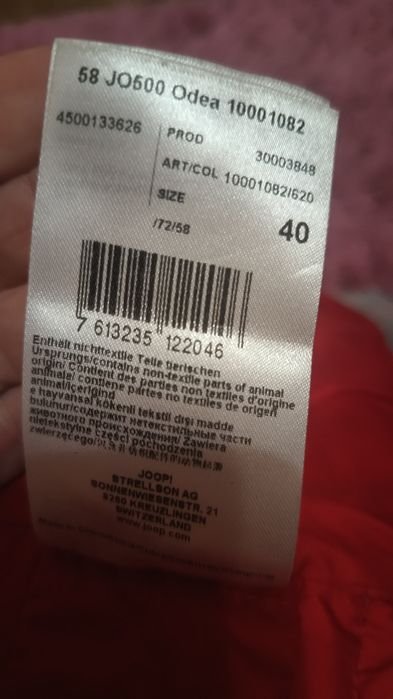 58 JO500 Odea 10001082
4500133626
PROD 30003848
ART/COL 10001082/620
SIZE
/72/58 40
7 613235 122046
Enthält nichttextile Teile tierischen
Ursprungs/contains non-textile parts of animal
origin/ Contient des parties non textiles d'origine
animale/ contiene partes no textiles de origen
animal/içerigind
e hayvansal kökenli tekstil dışı madde
bulunur/содержит нетекстильные части
животного происхождения/ Zawiera
nietekstylne części pochodzenia
zwierzęcego/
JOOP!
STRELLSON AG
SONNENWIESENSTR. 21
8280 KREUZLINGEN
SWITZERLAND
www.joop.com